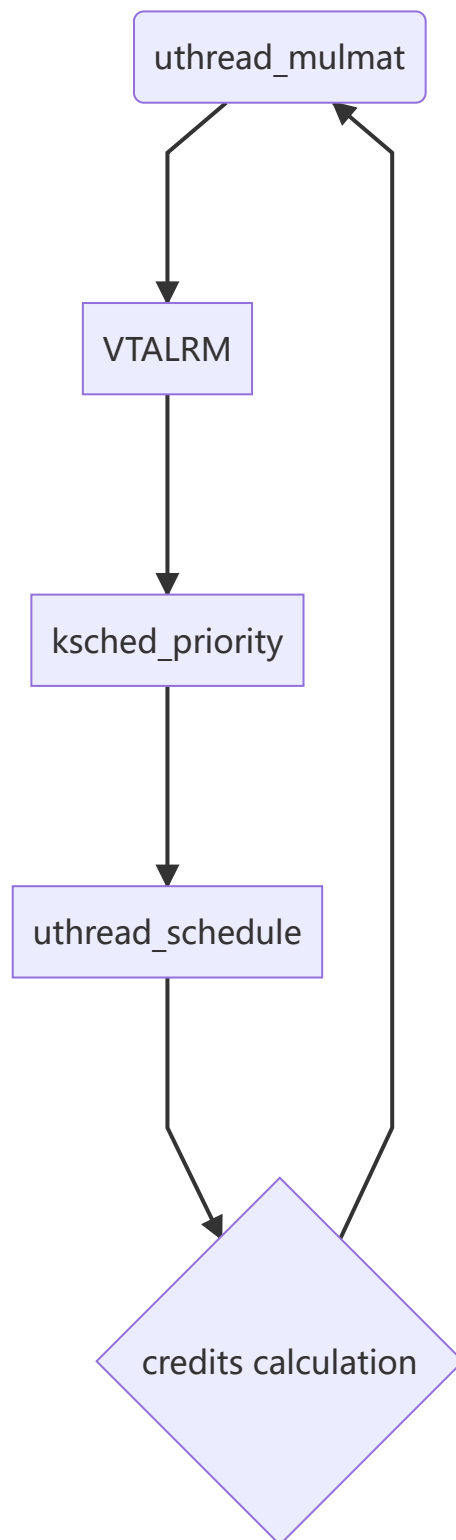 uthread_mulmat
VTALRM
ksched_priority
uthread_schedule
credits calculation